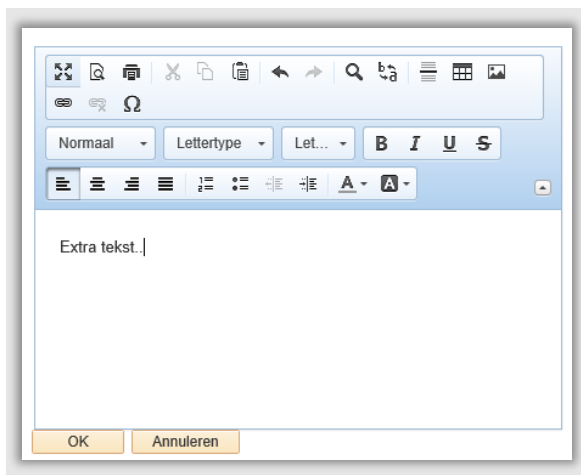 Normaal Lettertype Let... B I U S
A A
Extra tekst..
OK Annuleren